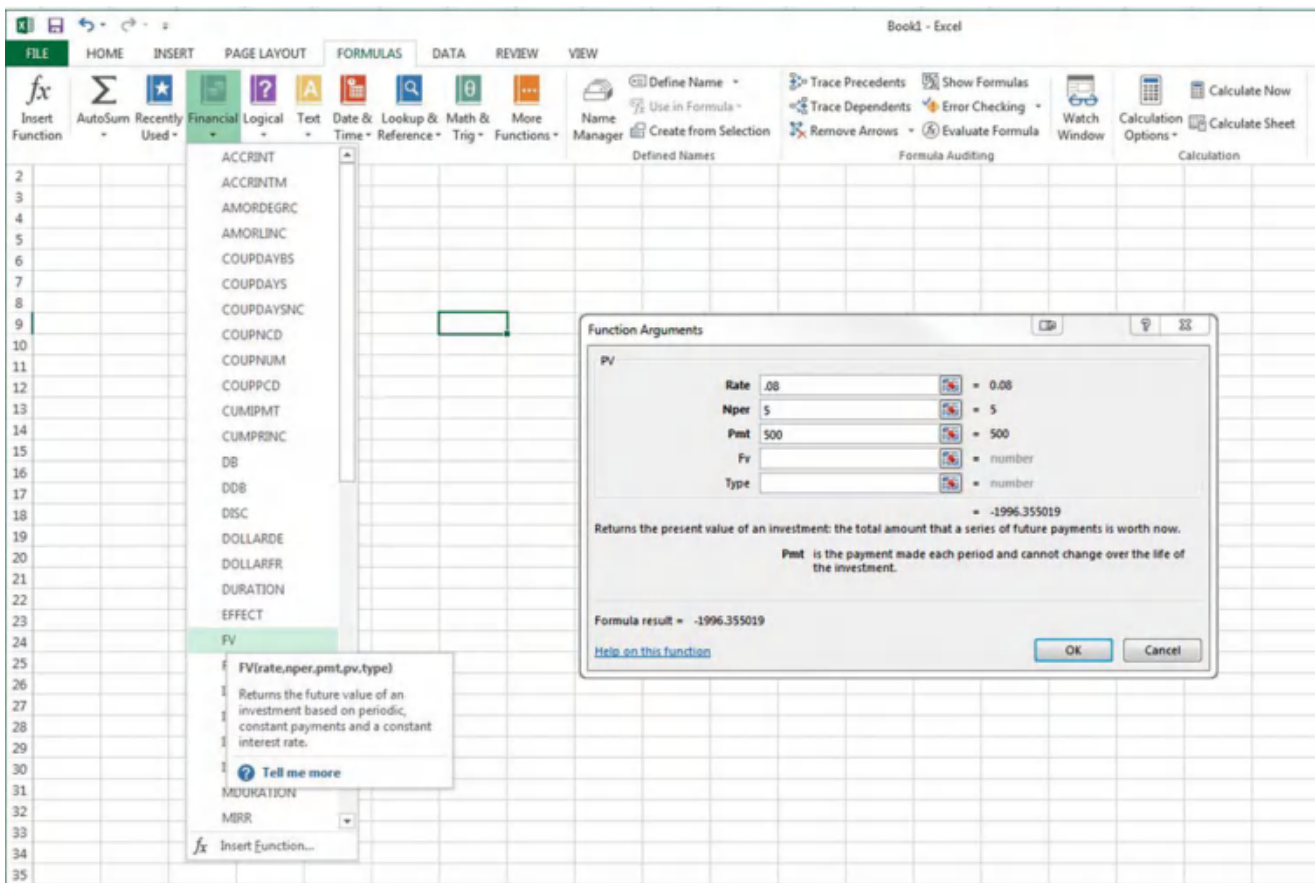 Book1 - Excel
FILE HOME INSERT PAGE LAYOUT FORMULAS DATA REVIEW VIEW
fx Insert Function
AutoSum
Recently Used
Financial
Logical
Text
Date & Time
Lookup & Reference
Math & Trig
More Functions
Name Manager
Define Name
Use in Formula
Create from Selection
Defined Names
Trace Precedents
Trace Dependents
Remove Arrows
Show Formulas
Error Checking
Evaluate Formula
Formula Auditing
Watch Window
Calculation Options
Calculate Now
Calculate Sheet
Calculation
2
3
4
5
6
7
8
9
10
11
12
13
14
15
16
17
18
19
20
21
22
23
24
25
26
27
28
29
30
31
32
33
34
35
ACCRINT
ACCRINTM
AMORDEGRC
AMORLINC
COUPDAYBS
COUPDAYS
COUPDAYSNC
COUPNCD
COUPNUM
COUPPCD
CUMIPMT
CUMPRINC
DB
DDB
DISC
DOLLARDE
DOLLARFR
DURATION
EFFECT
FV
FV(rate,nper,pmt,pv,type)
Returns the future value of an
investment based on periodic,
constant payments and a constant
interest rate.
Tell me more
MDURATION
MIRR
fx Insert Function...
Function Arguments
PV
Rate .08 = 0.08
Nper 5 = 5
Pmt 500 = 500
Fv = number
Type = number
= -1996.355019
Returns the present value of an investment: the total amount that a series of future payments is worth now.
Pmt is the payment made each period and cannot change over the life of
the investment.
Formula result = -1996.355019
Help on this function
OK Cancel